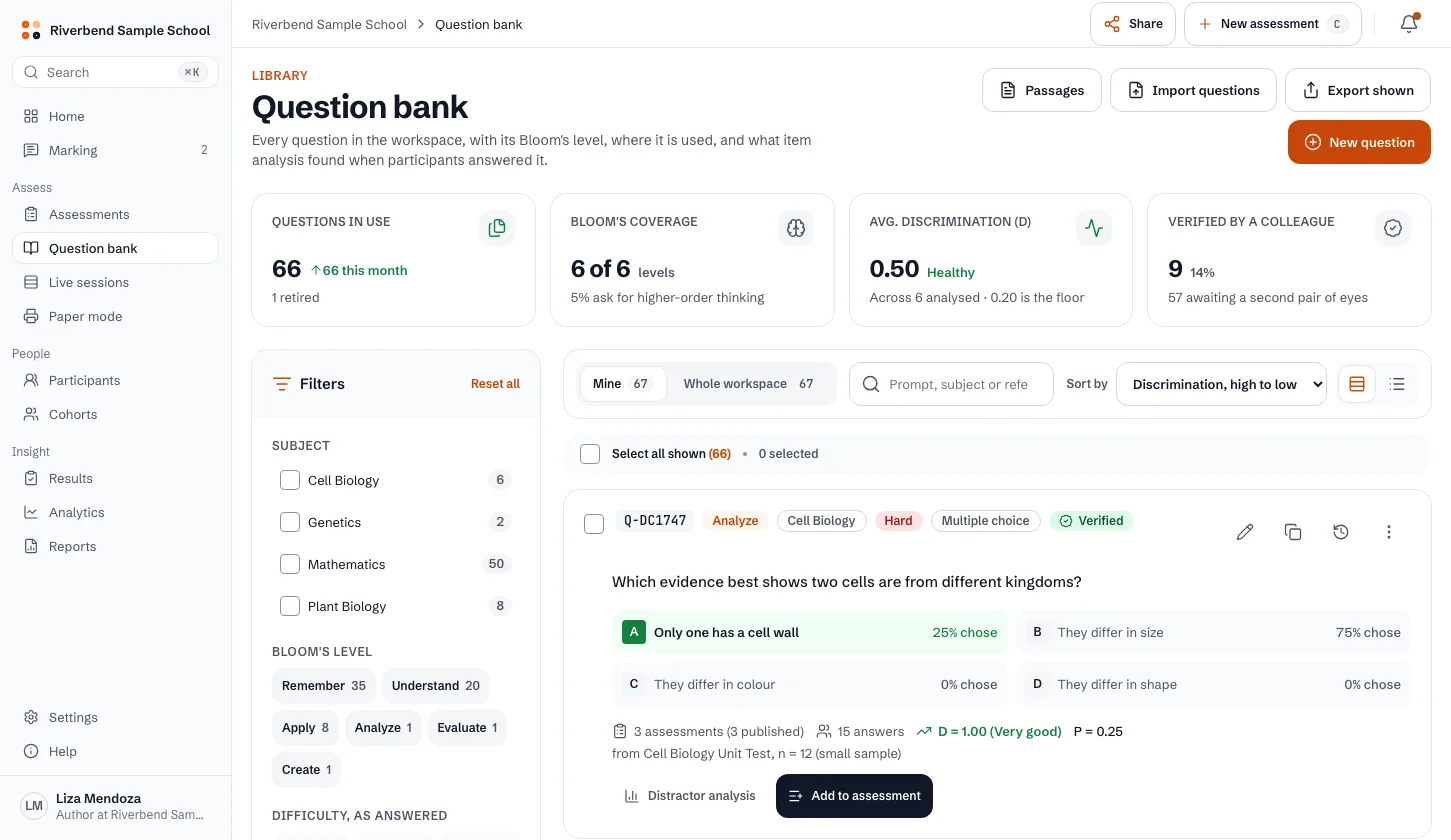 Riverbend Sample School
Search ⌘K
Home
Marking 2
Assess
Assessments
Question bank
Live sessions
Paper mode
People
Participants
Cohorts
Insight
Results
Analytics
Reports
Settings
Help
LM
Liza Mendoza
Author at Riverbend Sam...
Riverbend Sample School > Question bank
Share
+ New assessment C
LIBRARY
Question bank
Every question in the workspace, with its Bloom's level, where it is used, and what item
analysis found when participants answered it.
Passages
Import questions
Export shown
New question
QUESTIONS IN USE
66 ↑66 this month
1 retired
BLOOM'S COVERAGE
6 of 6 levels
5% ask for higher-order thinking
AVG. DISCRIMINATION (D)
0.50 Healthy
Across 6 analysed · 0.20 is the floor
VERIFIED BY A COLLEAGUE
9 14%
57 awaiting a second pair of eyes
Filters
Reset all
SUBJECT
Cell Biology 6
Genetics 2
Mathematics 50
Plant Biology 8
BLOOM'S LEVEL
Remember 35 Understand 20
Apply 8 Analyze 1 Evaluate 1
Create 1
DIFFICULTY, AS ANSWERED
Mine 67 Whole workspace 67
Prompt, subject or refe
Sort by
Discrimination, high to low
Select all shown (66) • 0 selected
Q-DC1747 Analyze Cell Biology Hard Multiple choice Verified
Which evidence best shows two cells are from different kingdoms?
A Only one has a cell wall 25% chose
B They differ in size 75% chose
C They differ in colour 0% chose
D They differ in shape 0% chose
3 assessments (3 published) 15 answers D = 1.00 (Very good) P = 0.25
from Cell Biology Unit Test, n = 12 (small sample)
Distractor analysis
Add to assessment